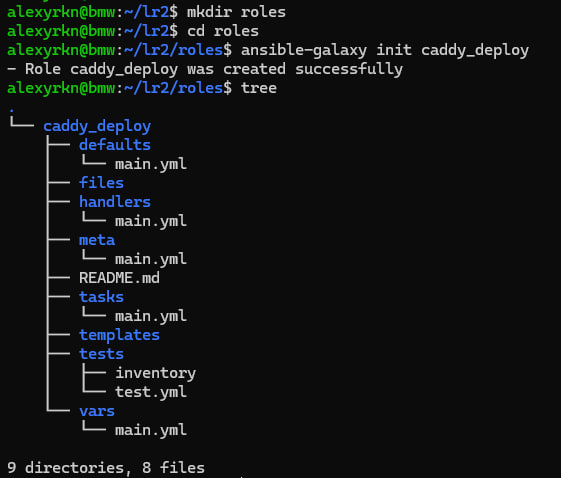 alexyrkn@bmw:~/lr2$ mkdir roles
alexyrkn@bmw:~/lr2$ cd roles
alexyrkn@bmw:~/lr2/roles$ ansible-galaxy init caddy_deploy
- Role caddy_deploy was created successfully
alexyrkn@bmw:~/lr2/roles$ tree
.
└── caddy_deploy
    ├── defaults
    │   └── main.yml
    ├── files
    ├── handlers
    │   └── main.yml
    ├── meta
    │   └── main.yml
    ├── README.md
    ├── tasks
    │   └── main.yml
    ├── templates
    ├── tests
    │   ├── inventory
    │   └── test.yml
    └── vars
        └── main.yml

9 directories, 8 files